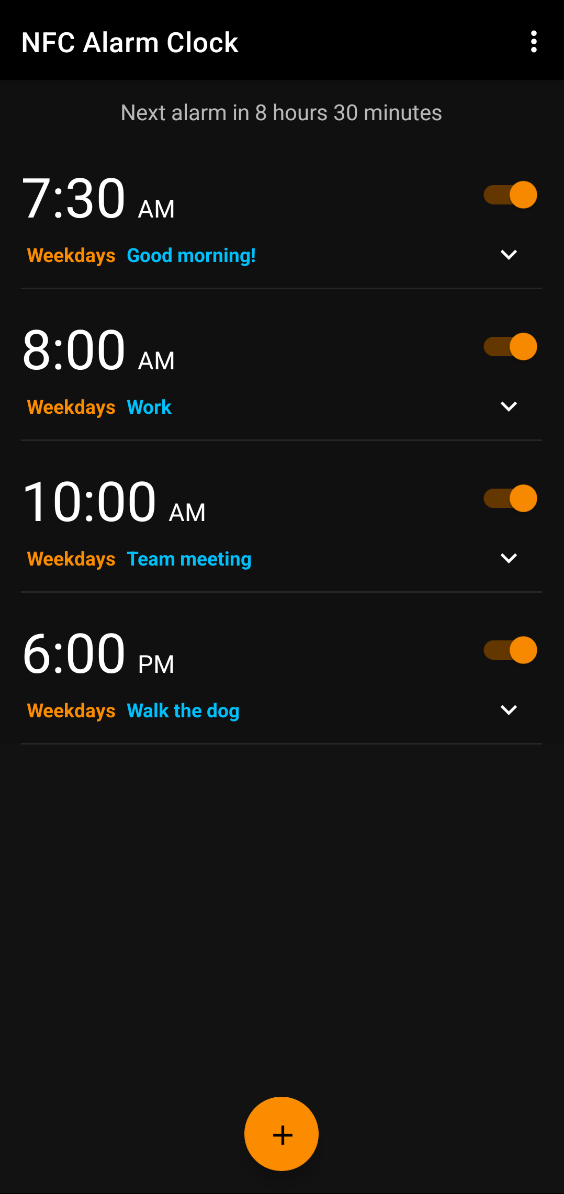 NFC Alarm Clock
Next alarm in 8 hours 30 minutes
7:30 AM
Weekdays Good morning!
8:00 AM
Weekdays Work
10:00 AM
Weekdays Team meeting
6:00 PM
Weekdays Walk the dog
+